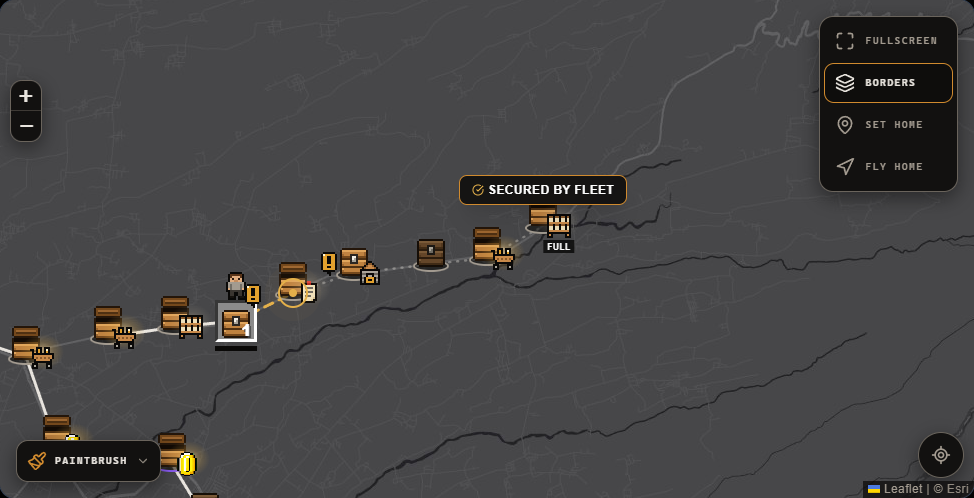 FULLSCREEN
BORDERS
SET HOME
FLY HOME
+
−
SECURED BY FLEET
FULL
1
PAINTBRUSH
Leaflet | © Esri